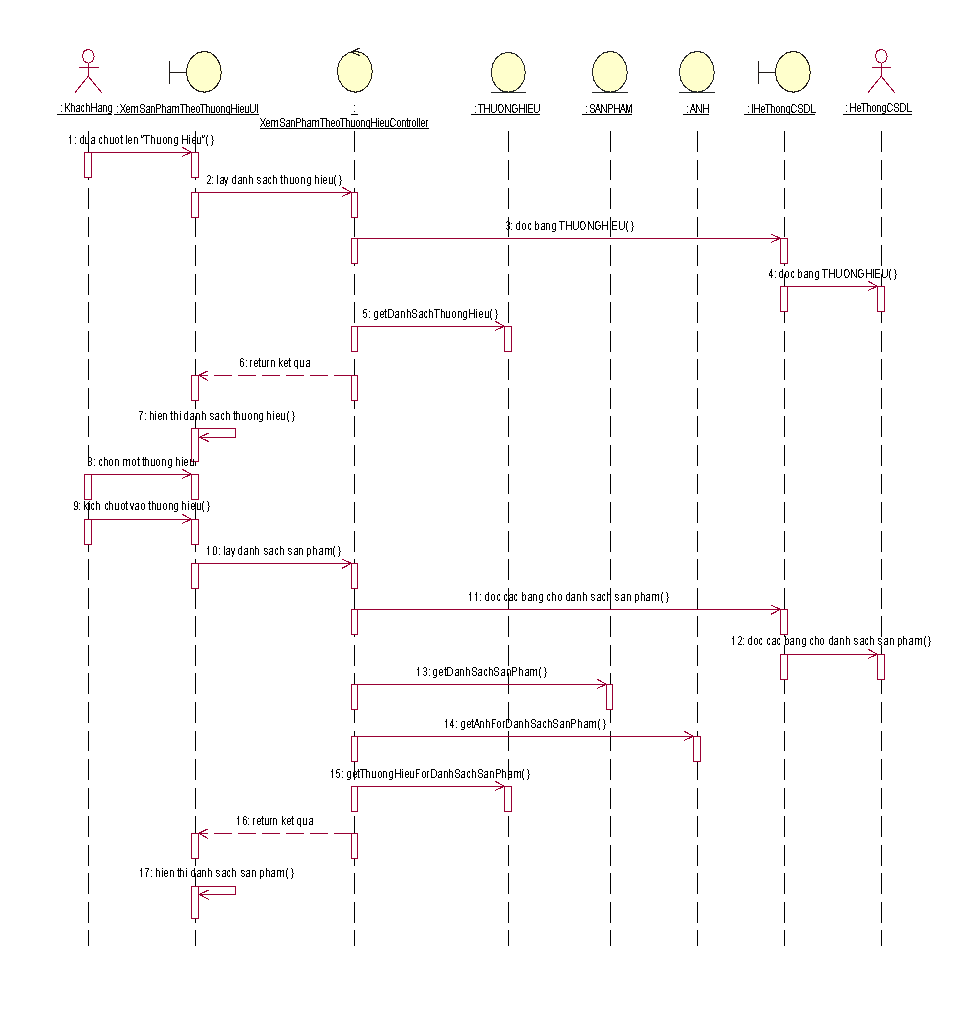 : KhachHang
: XemSanPhamTheoThuongHieuUI
:
XemSanPhamTheoThuongHieuController
: THUONGHIEU
: SANPHAM
: ANH
: IHeThongCSDL
: HeThongCSDL
1: dua chuot len "Thuong Hieu"( )
2: lay danh sach thuong hieu( )
3: doc bang THUONGHIEU( )
4: doc bang THUONGHIEU( )
5: getDanhSachThuongHieu( )
6: return ket qua
7: hien thi danh sach thuong hieu( )
8: chon mot thuong hieu
9: kich chuot vao thuong hieu( )
10: lay danh sach san pham( )
11: doc cac bang cho danh sach san pham( )
12: doc cac bang cho danh sach san pham( )
13: getDanhSachSanPham( )
14: getAnhForDanhSachSanPham( )
15: getThuongHieuForDanhSachSanPham( )
16: return ket qua
17: hien thi danh sach san pham( )